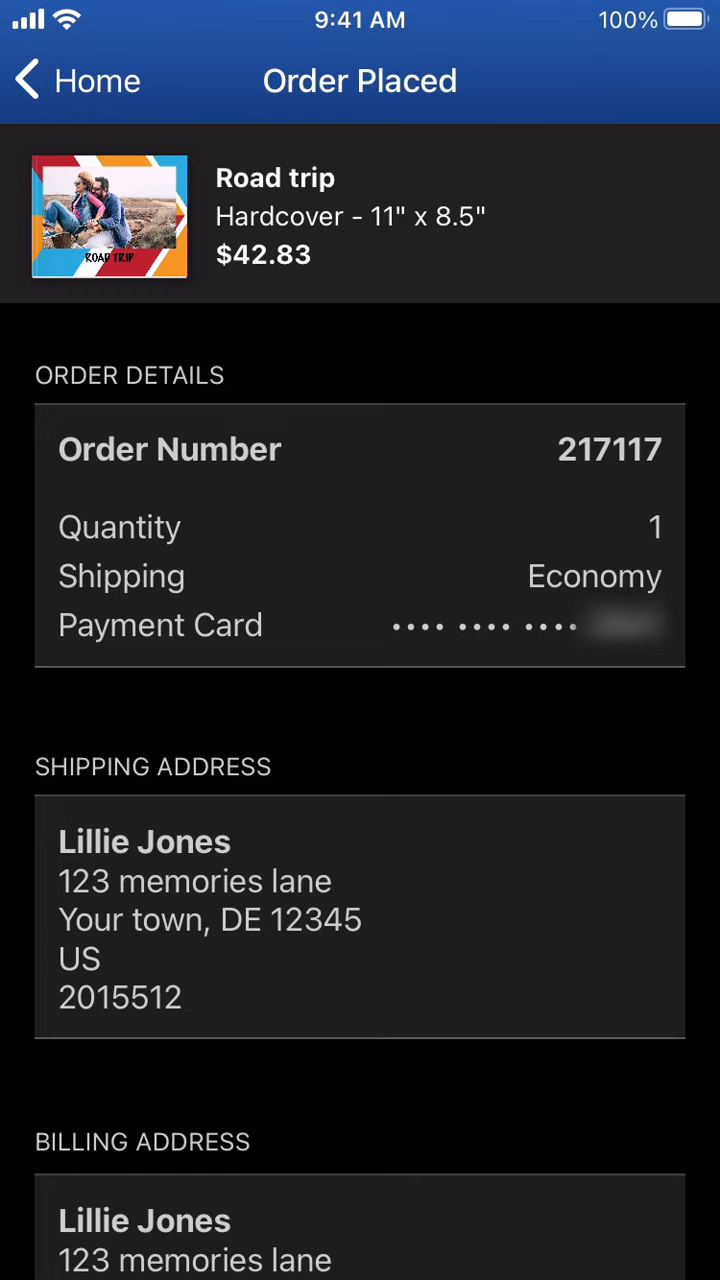 9:41 AM
100%
Home
Order Placed
Road trip
Hardcover - 11" x 8.5"
$42.83
ROAD TRIP
ORDER DETAILS
Order Number 217117
Quantity 1
Shipping Economy
Payment Card •••• •••• ••••
SHIPPING ADDRESS
Lillie Jones
123 memories lane
Your town, DE 12345
US
2015512
BILLING ADDRESS
Lillie Jones
123 memories lane